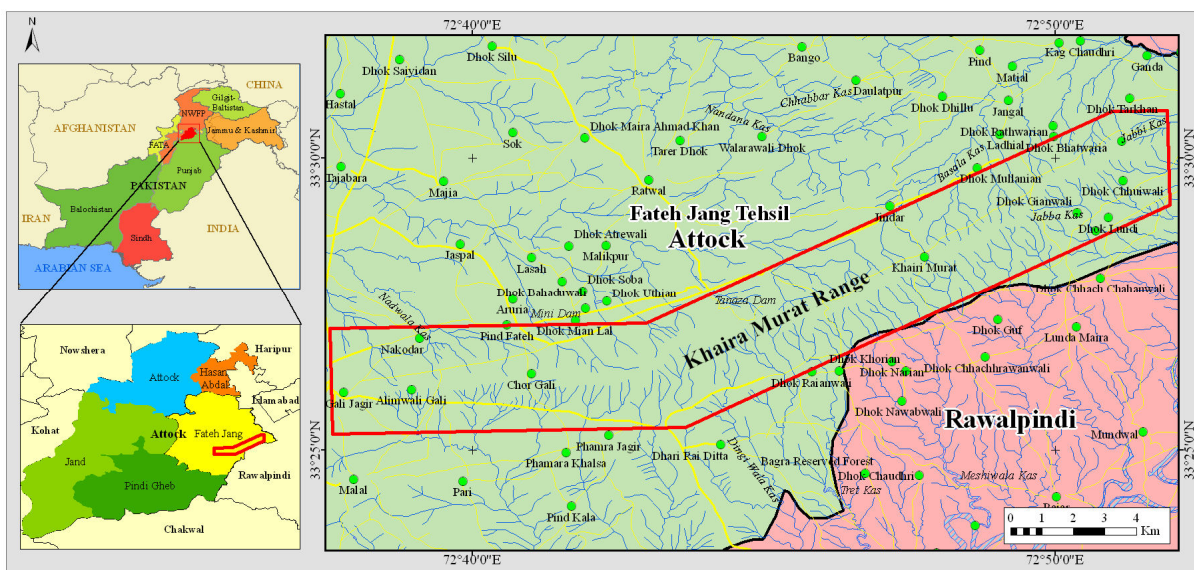 N
CHINA
Gilgit-
Baltistan
NWFP
AFGHANISTAN
Jammu & Kashmir
FATA
Punjab
PAKISTAN
IRAN
Balochistan
INDIA
Sindh
ARABIAN SEA
Nowshera
Haripur
Attock
Hasan
Abdal
Islamabad
Kohat
Attock
Fateh Jang
Jand
Rawalpindi
Pindi Gheb
Chakwal
72°40'0"E
72°50'0"E
33°30'0"N
33°25'0"N
33°30'0"N
33°25'0"N
72°40'0"E
72°50'0"E
Dhok Silu
Dhok Saiyidan
Bango
Kag Chaudhri
Pind
Ganda
Matial
Hastal
Daulatpur
Chhabbar Kas
Dhok Dhillu
Jangal
Dhok Tarkhan
Nandana Kas
Dhok Maira Ahmad Khan
Sok
Tarer Dhok
Walarawali Dhok
Dhok Rathwarian
Ladhial
Dhok Bhatwaria
Jabbi Kas
Basala Kas
Tajabara
Majia
Ratwal
Dhok Mullanian
Dhok Chhuiwali
Dhok Gianwali
Jabba Kas
Jindar
Dhok Lundi
Fateh Jang Tehsil
Attock
Dhok Atrewali
Malikpur
Jaspal
Lasah
Khairi Murat
Dhok Soba
Dhok Bahaduwali
Dhok Uthian
Dhok Chhach Chahanwali
Aruria
Mini Dam
Tanaza Dam
Nadwala Kas
Pind Fateh
Dhok Mian Lal
Khaira Murat Range
Dhok Guf
Lunda Maira
Nakodar
Dhok Khorian
Dhok Chhachhrawanwali
Chor Gali
Dhok Raianwali
Dhok Narian
Gali Jagir
Alimwali Gali
Dhok Nawabwali
Rawalpindi
Phamra Jagir
Mundwal
Dhari Rai Ditta
Phamara Khalsa
Dingi Wala Kas
Bagra Reserved Forest
Dhok Chaudhri
Meshiwala Kas
Malal
Pari
Tret Kas
Pind Kala
0 1 2 3 4
Km